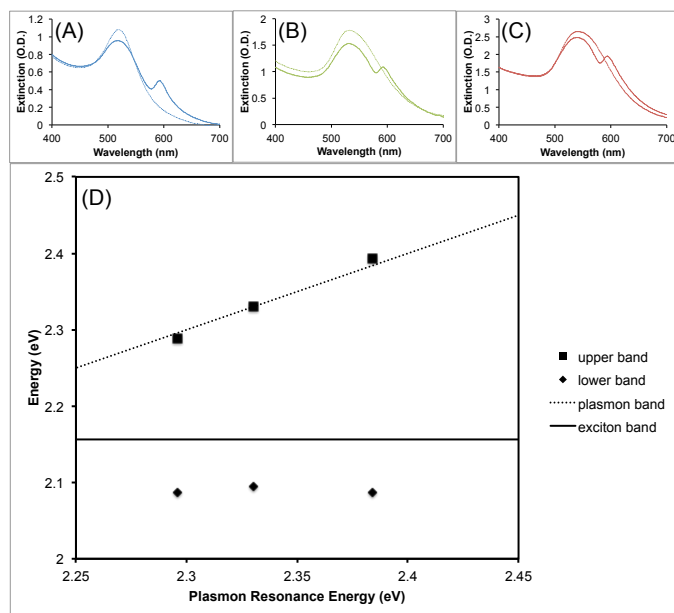 (A)
Extinction (O.D.)
1.2
1
0.8
0.6
0.4
0.2
0
400 500 600 700
Wavelength (nm)
(B)
Extinction (O.D.)
2
1.5
1
0.5
0
400 500 600 700
Wavelength (nm)
(C)
Extinction (O.D.)
3
2.5
2
1.5
1
0.5
0
400 500 600 700
Wavelength (nm)
(D)
Energy (eV)
2.5
2.4
2.3
2.2
2.1
2
2.25 2.3 2.35 2.4 2.45
Plasmon Resonance Energy (eV)
upper band
lower band
plasmon band
exciton band